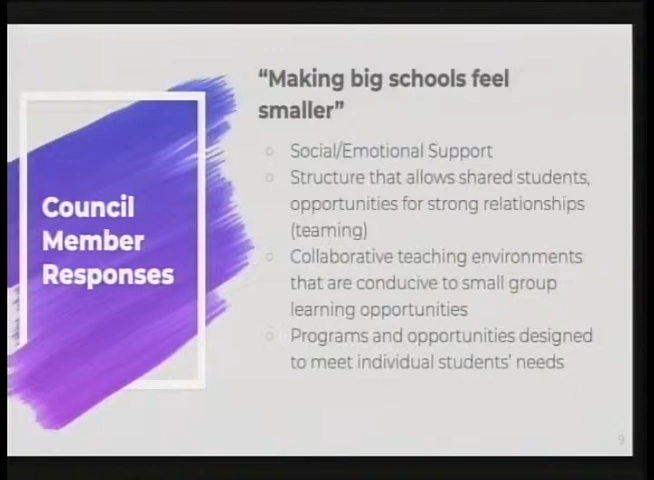 Council
Member
Responses
“Making big schools feel
smaller”
Social/Emotional Support
Structure that allows shared students,
opportunities for strong relationships
(teaming)
Collaborative teaching environments
that are conducive to small group
learning opportunities
Programs and opportunities designed
to meet individual students’ needs
9